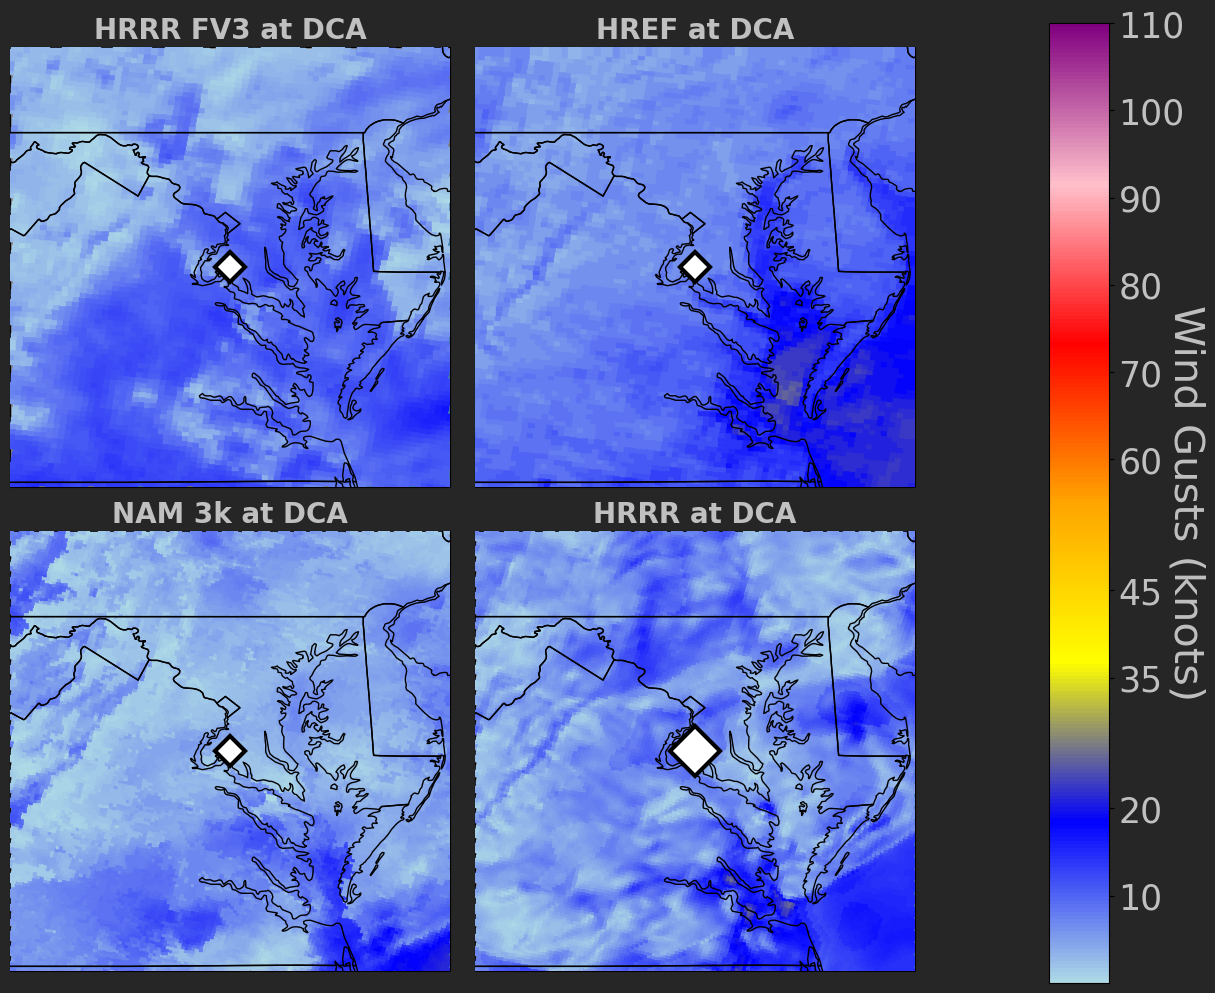 HRRR FV3 at DCA
HREF at DCA
NAM 3k at DCA
HRRR at DCA
110
100
90
80
70
60
45
35
20
10
Wind Gusts (knots)